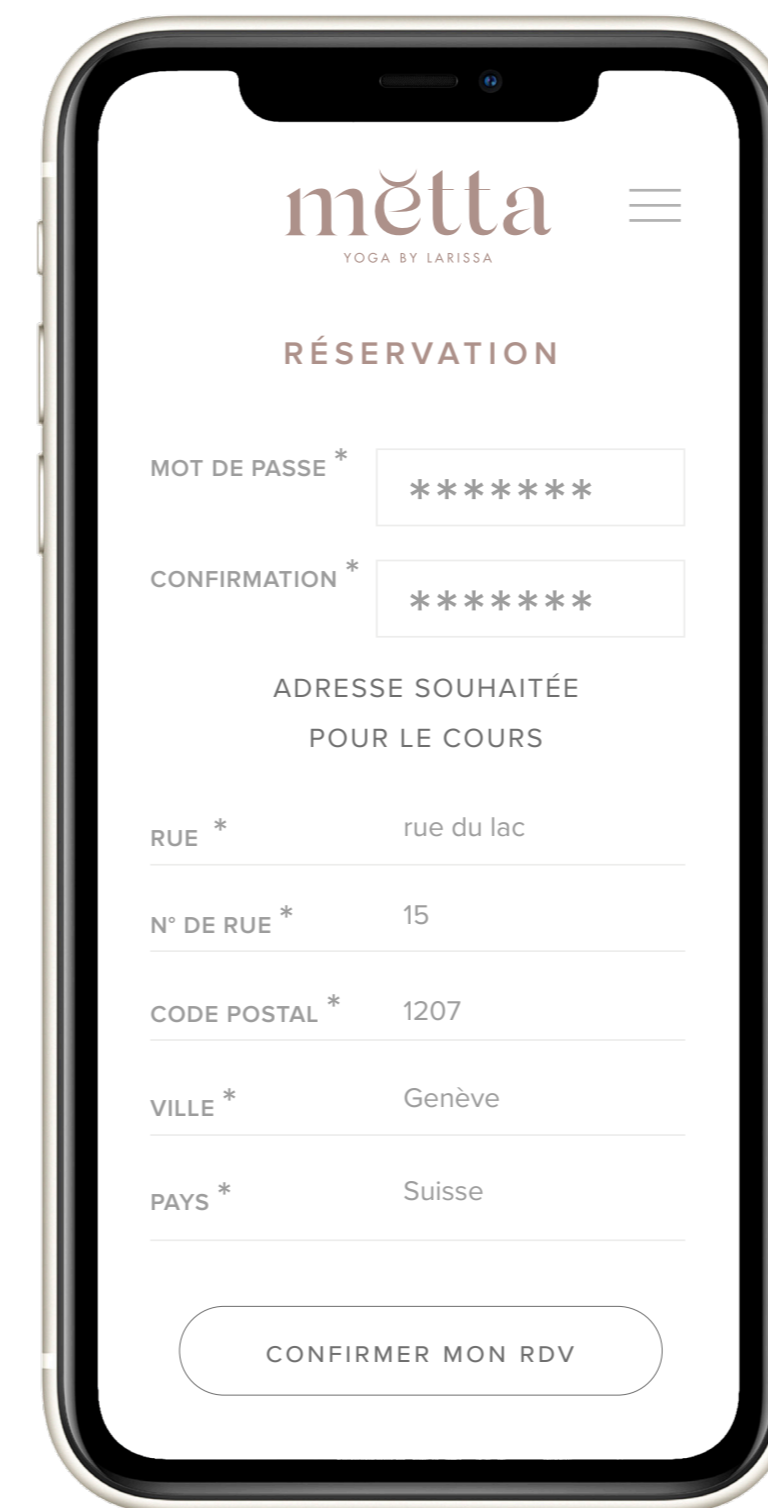 mĕtta
YOGA BY LARISSA
RÉSERVATION
MOT DE PASSE *
*******
CONFIRMATION *
*******
ADRESSE SOUHAITÉE
POUR LE COURS
RUE * rue du lac
N° DE RUE * 15
CODE POSTAL * 1207
VILLE * Genève
PAYS * Suisse
CONFIRMER MON RDV